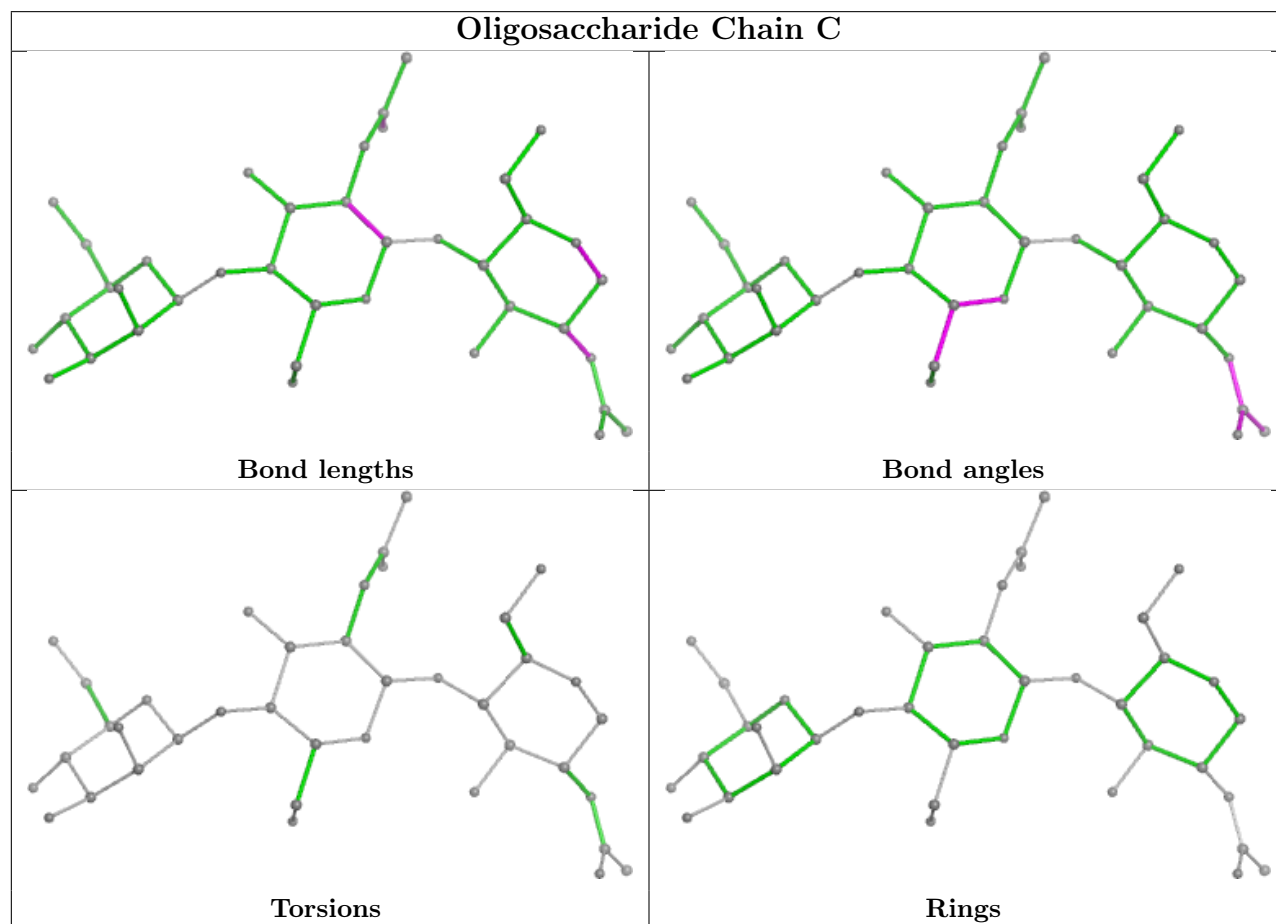 Oligosaccharide Chain C
Bond lengths
Bond angles
Torsions
Rings